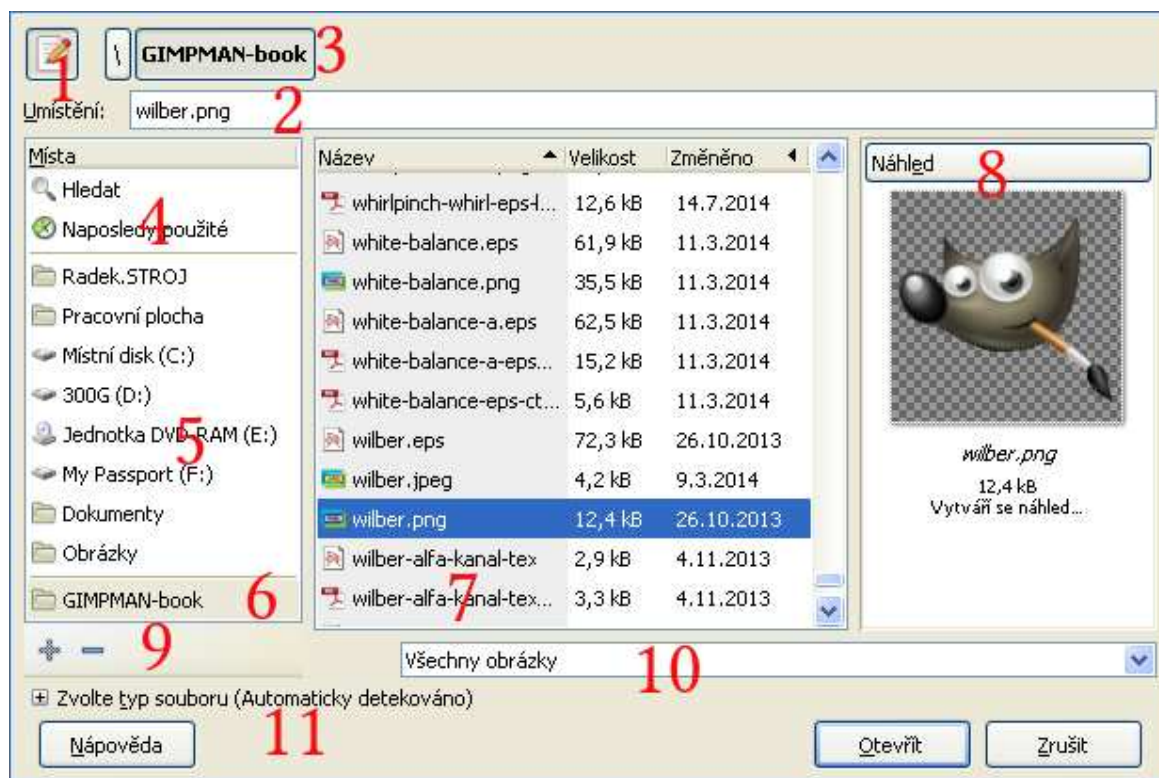 1
\ GIMPMAN-book 3
Umístění: wilber.png 2
Místa
Hledat
4
Naposledy použité
Radek.STROJ
Pracovní plocha
Místní disk (C:)
300G (D:)
Jednotka DVD-RAM (E:)
5
My Passport (F:)
Dokumenty
Obrázky
GIMPMAN-book 6
9
Název Velikost Změněno
whirlpinch-whirl-eps-l... 12,6 kB 14.7.2014
white-balance.eps 61,9 kB 11.3.2014
white-balance.png 35,5 kB 11.3.2014
white-balance-a.eps 62,5 kB 11.3.2014
white-balance-a-eps... 15,2 kB 11.3.2014
white-balance-eps-ct... 5,6 kB 11.3.2014
wilber.eps 72,3 kB 26.10.2013
wilber.jpeg 4,2 kB 9.3.2014
wilber.png 12,4 kB 26.10.2013
wilber-alfa-kanal-tex 2,9 kB 4.11.2013
7
wilber-alfa-kanal-tex... 3,3 kB 4.11.2013
Náhled 8
wilber.png
12,4 kB
Vytváří se náhled...
Všechny obrázky 10
Zvolte typ souboru (Automaticky detekováno)
11
Nápověda Otevřít Zrušit